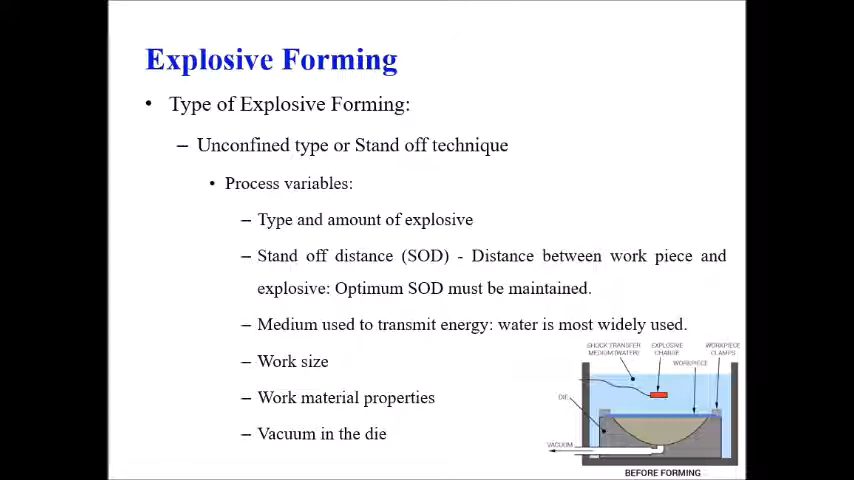 Explosive Forming
• Type of Explosive Forming:
– Unconfined type or Stand off technique
• Process variables:
– Type and amount of explosive
– Stand off distance (SOD) - Distance between work piece and
explosive: Optimum SOD must be maintained.
– Medium used to transmit energy: water is most widely used.
– Work size
– Work material properties
– Vacuum in the die
SHOCK TRANSFER
MEDIUM (WATER)
EXPLOSIVE
CHARGE
WORKPIECE
CLAMPS
WORKPIECE
DIE
VACUUM
BEFORE FORMING